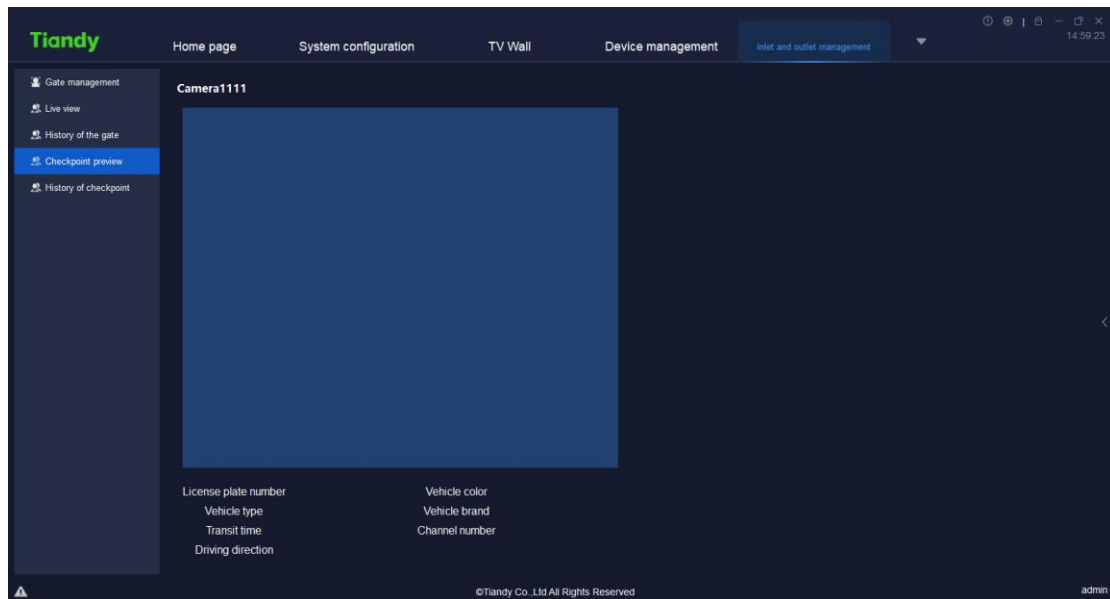 Tiandy
Home page System configuration TV Wall Device management Inlet and outlet management
14:59:23
Gate management
Live view
History of the gate
Checkpoint preview
History of checkpoint
Camera1111
License plate number Vehicle color
Vehicle type Vehicle brand
Transit time Channel number
Driving direction
©Tiandy Co.,Ltd All Rights Reserved
admin